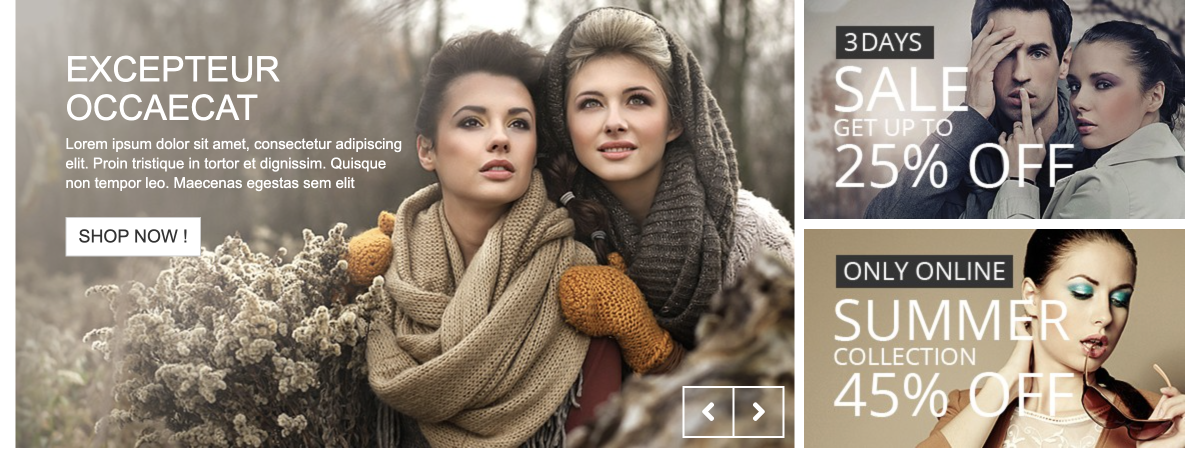 EXCEPTEUR
OCCAECAT
Lorem ipsum dolor sit amet, consectetur adipiscing
elit. Proin tristique in tortor et dignissim. Quisque
non tempor leo. Maecenas egestas sem elit
SHOP NOW !
3DAYS
SALE
GET UP TO
25% OFF
ONLY ONLINE
SUMMER
COLLECTION
45% OFF